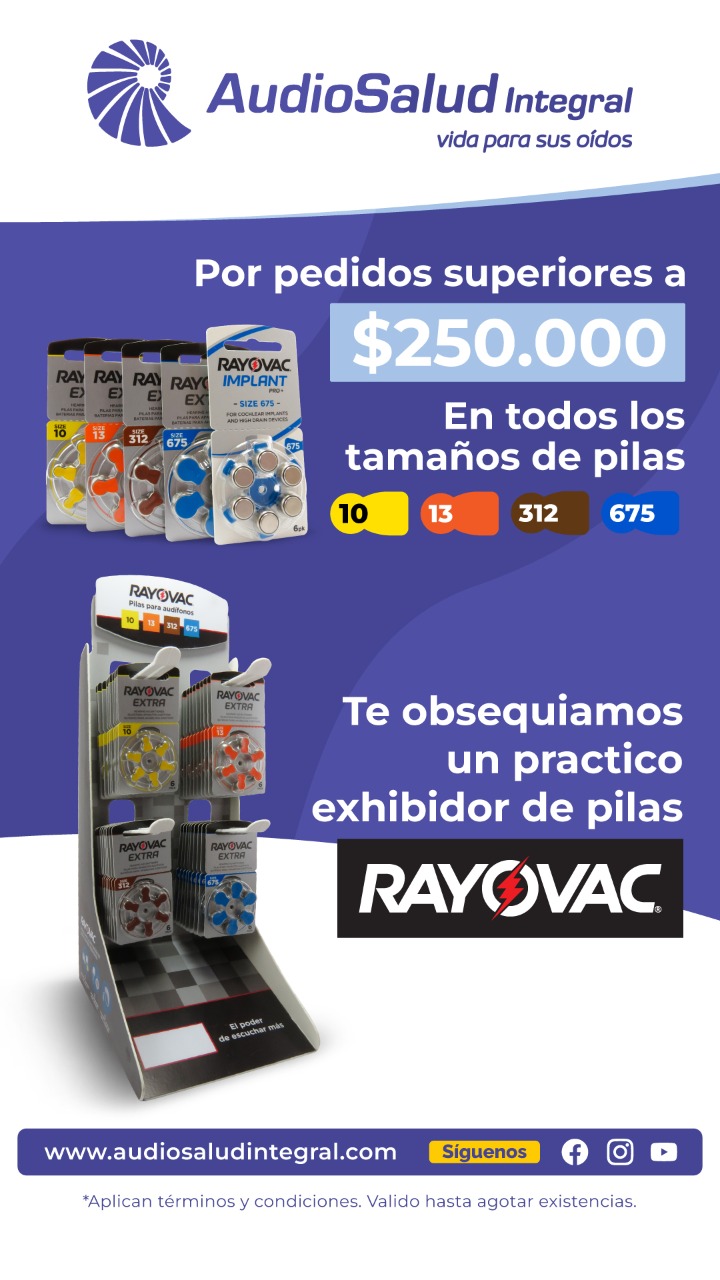 AudioSalud Integral
vida para sus oídos
Por pedidos superiores a
$250.000
En todos los
tamaños de pilas
10 13 312 675
RAYOVAC
IMPLANT
PRO+
- SIZE 675 -
FOR COCHLEAR IMPLANTS
AND HIGH DRAIN DEVICES
675
6pk
SIZE
10
SIZE
13
SIZE
312
SIZE
675
RAYOVAC
Pilas para audífonos
10 13 312 675
RAYOVAC
EXTRA
SIZE
10
6
RAYOVAC
EXTRA
13
6
RAYOVAC
EXTRA
312
6
RAYOVAC
EXTRA
675
6
RAYOVAC
El poder
de escuchar más
Te obsequiamos
un practico
exhibidor de pilas
RAYOVAC®
www.audiosaludintegral.com Síguenos
*Aplican términos y condiciones. Valido hasta agotar existencias.